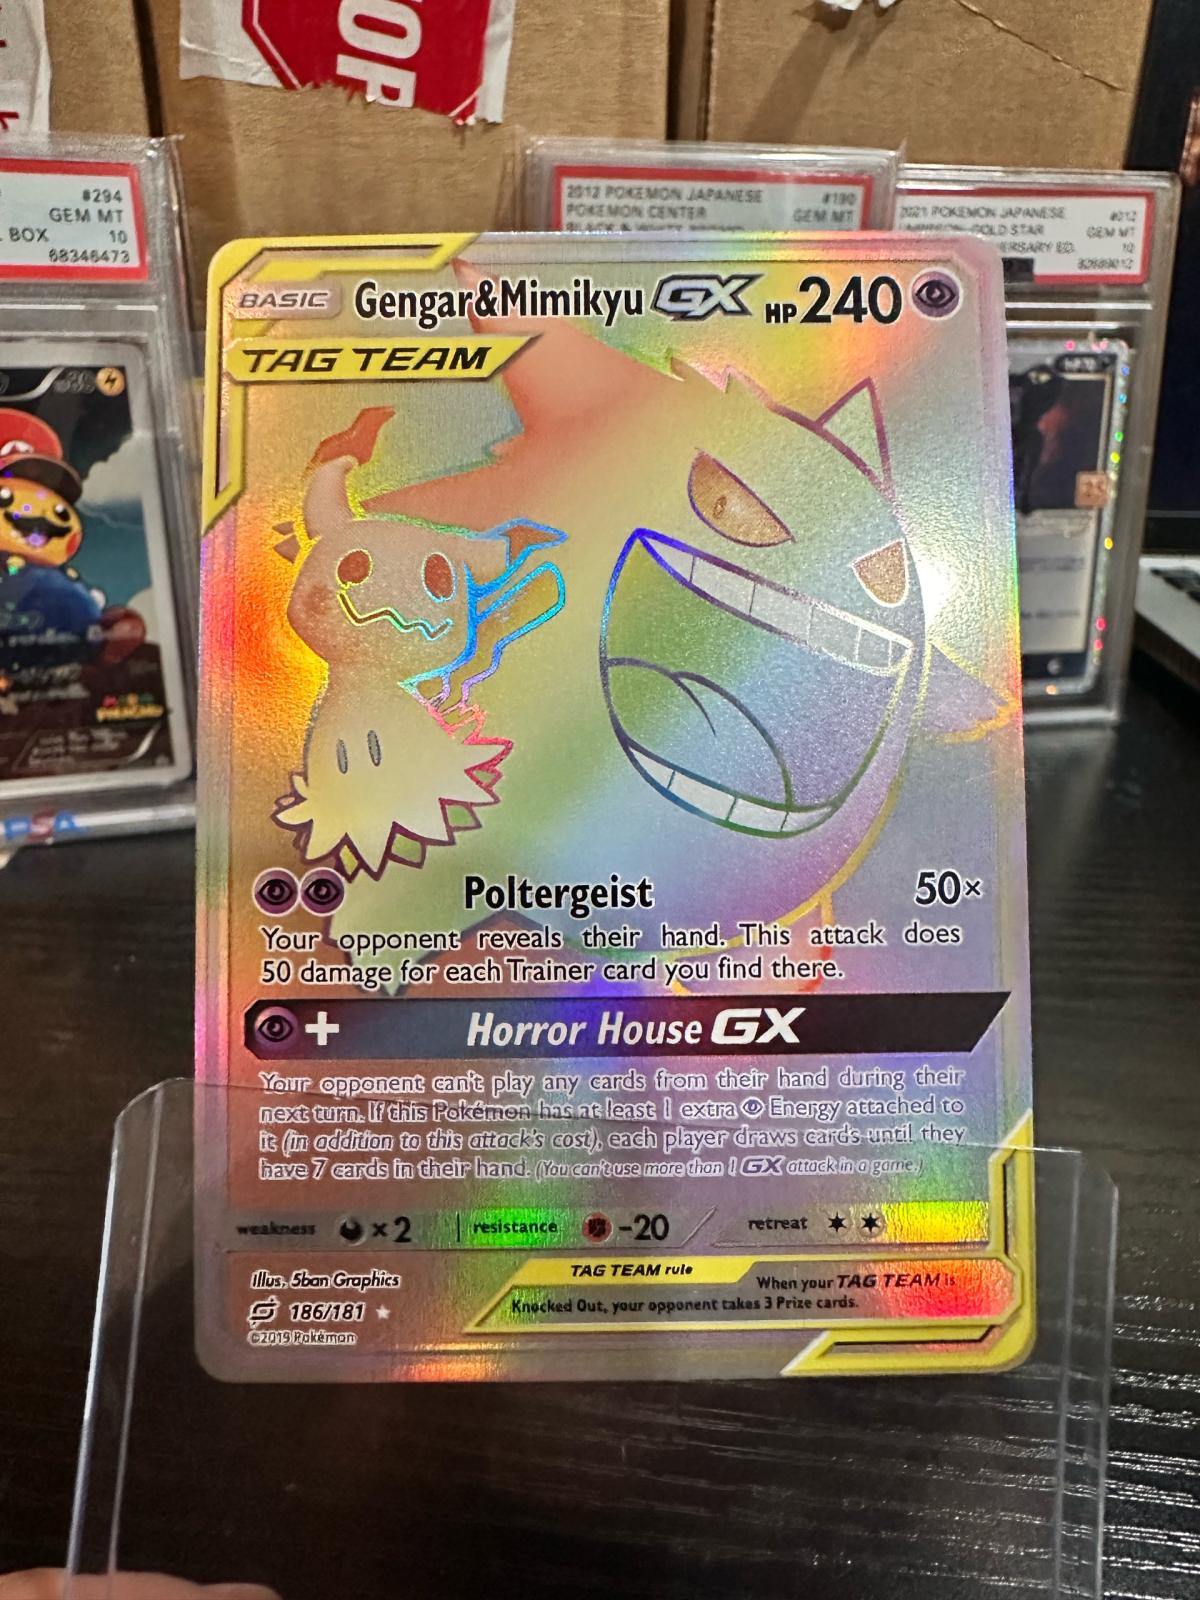 TOP
#294
GEM MT
BOX 10
68346473
2012 POKEMON JAPANESE #190
POKEMON CENTER GEM MT
2021 POKEMON JAPANESE #012
GOLD STAR GEM MT
10
BASIC Gengar&Mimikyu GX HP240
TAG TEAM
Poltergeist 50×
Your opponent reveals their hand. This attack does
50 damage for each Trainer card you find there.
+ Horror House GX
Your opponent can't play any cards from their hand during their
next turn. If this Pokémon has at least 1 extra Energy attached to
it (in addition to this attack's cost), each player draws cards until they
have 7 cards in their hand. (You can't use more than 1 GX attack in a game.)
weakness ×2 resistance -20 retreat
Illus. 5ban Graphics
186/181
©2019 Pokémon
TAG TEAM rule
When your TAG TEAM is
Knocked Out, your opponent takes 3 Prize cards.
PSA